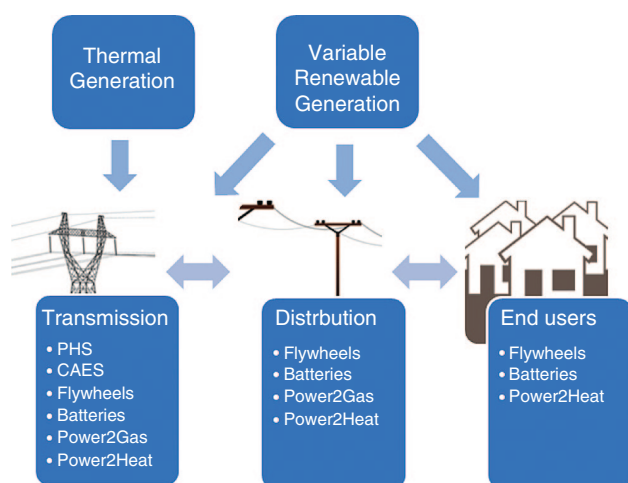 Thermal
Generation
Variable
Renewable
Generation
Transmission
• PHS
• CAES
• Flywheels
• Batteries
• Power2Gas
• Power2Heat
Distrbution
• Flywheels
• Batteries
• Power2Gas
• Power2Heat
End users
• Flywheels
• Batteries
• Power2Heat